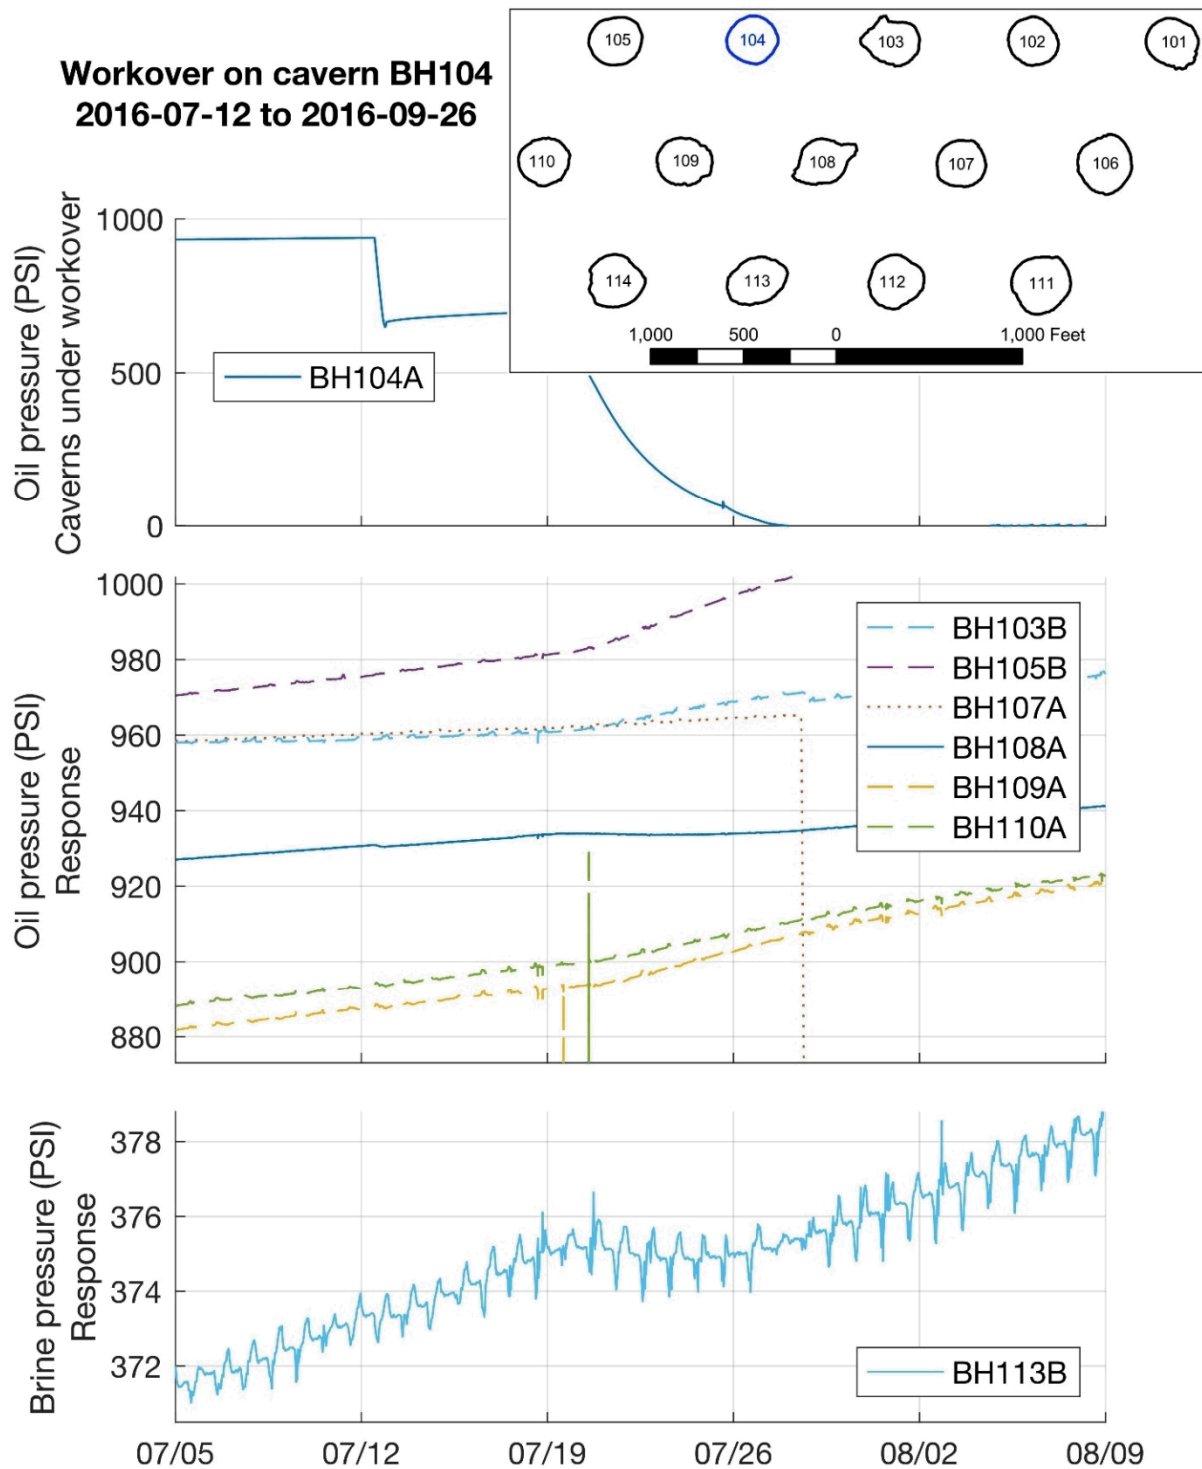 Workover on cavern BH104
2016-07-12 to 2016-09-26
105 104 103 102 101
110 109 108 107 106
114 113 112 111
1,000 500 0 1,000 Feet
Oil pressure (PSI)
Caverns under workover
1000
500
0
BH104A
Oil pressure (PSI)
Response
1000
980
960
940
920
900
880
BH103B
BH105B
BH107A
BH108A
BH109A
BH110A
Brine pressure (PSI)
Response
378
376
374
372
BH113B
07/05 07/12 07/19 07/26 08/02 08/09